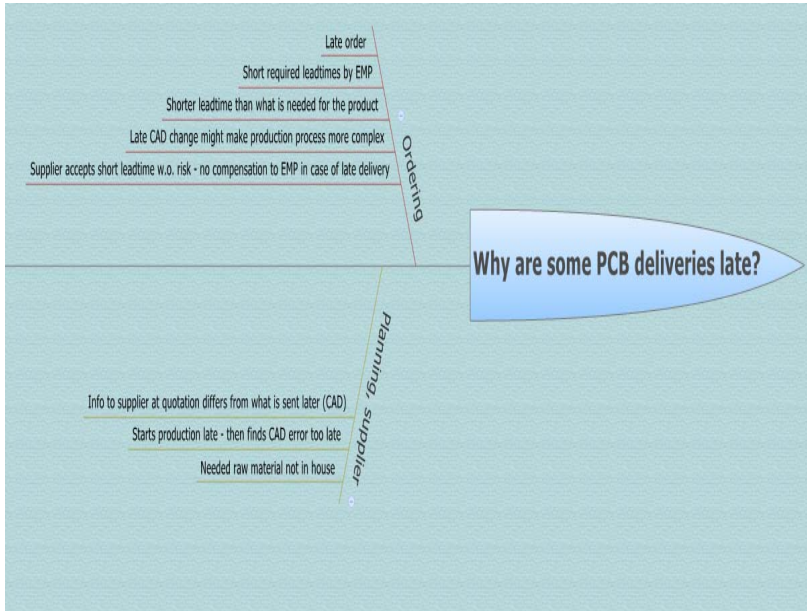 Late order
Short required leadtimes by EMP
Shorter leadtime than what is needed for the product
Late CAD change might make production process more complex
Supplier accepts short leadtime w.o. risk - no compensation to EMP in case of late delivery
Ordering
Why are some PCB deliveries late?
Planning, supplier
Info to supplier at quotation differs from what is sent later (CAD)
Starts production late - then finds CAD error too late
Needed raw material not in house